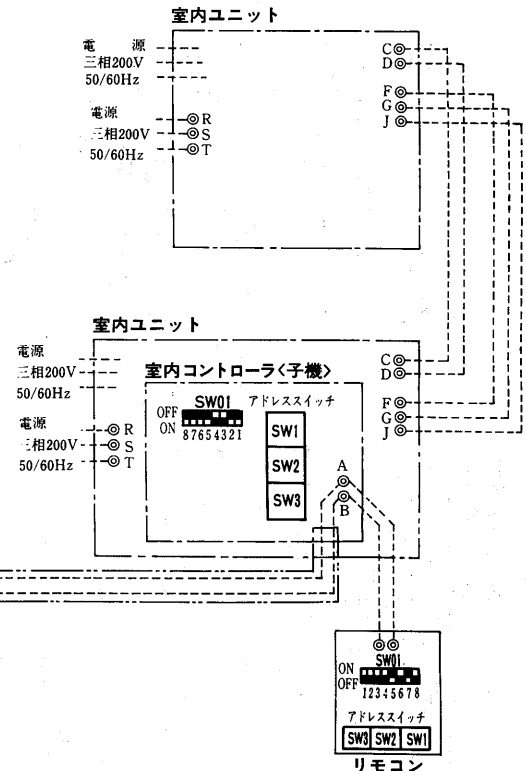 室内ユニット
電　源
三相200V
50/60Hz
電源
三相200V
50/60Hz
R
S
T
C
D
F
G
J
室内ユニット
電源
三相200V
50/60Hz
電源
三相200V
50/60Hz
R
S
T
室内コントローラ<子機>
SW01
OFF
ON
87654321
アドレススイッチ
SW1
SW2
SW3
A
B
C
D
F
G
J
SW01
ON
OFF
12345678
アドレススイッチ
SW3 SW2 SW1
リモコン